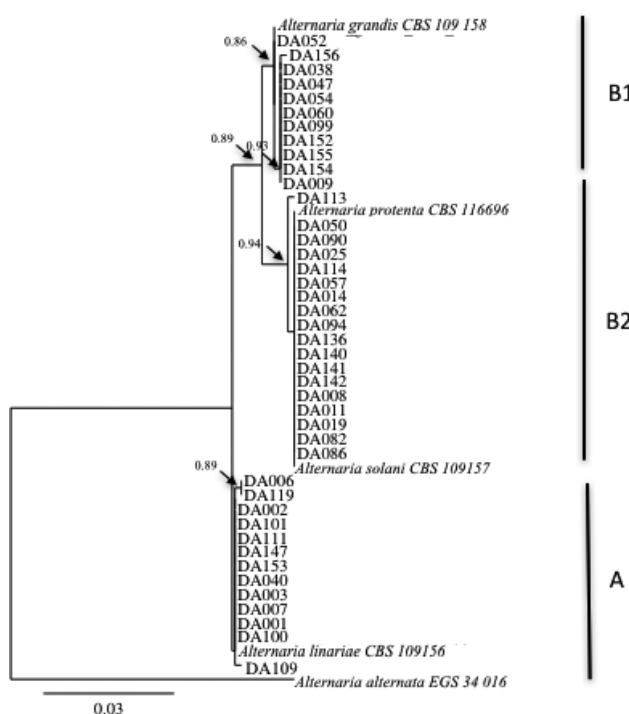 Alternaria grandis CBS 109 158
0.86
DA052
DA156
DA038
DA047
DA054
DA060
DA099
B1
0.89
0.93
DA152
DA155
DA154
DA009
DA113
Alternaria protenta CBS 116696
DA050
DA090
0.94
DA025
DA114
DA057
DA014
DA062
B2
DA094
DA136
DA140
DA141
DA142
DA008
DA011
DA019
DA082
DA086
0.89
Alternaria solani CBS 109157
DA006
DA119
DA002
DA101
DA111
DA147
DA153
A
DA040
DA003
DA007
DA001
DA100
Alternaria linariae CBS 109156
DA109
Alternaria alternata EGS 34 016
0.03